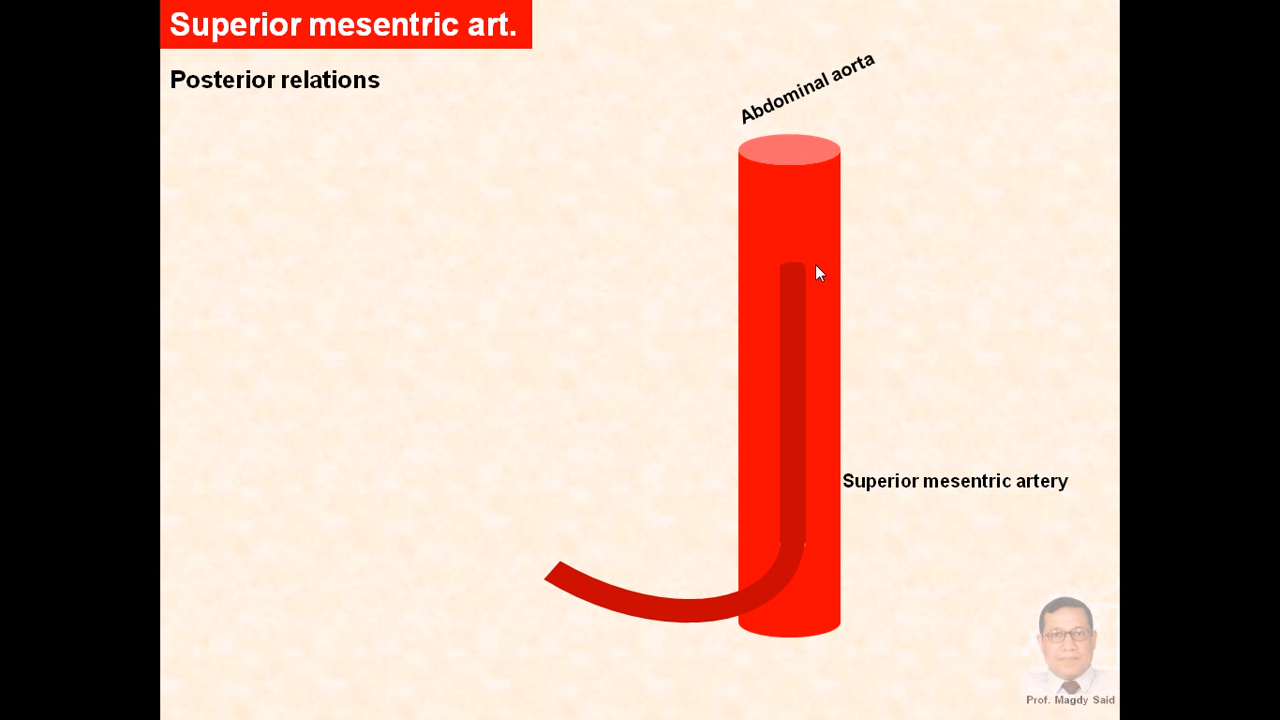 Superior mesentric art.
Posterior relations
Abdominal aorta
Superior mesentric artery
Prof. Magdy Said